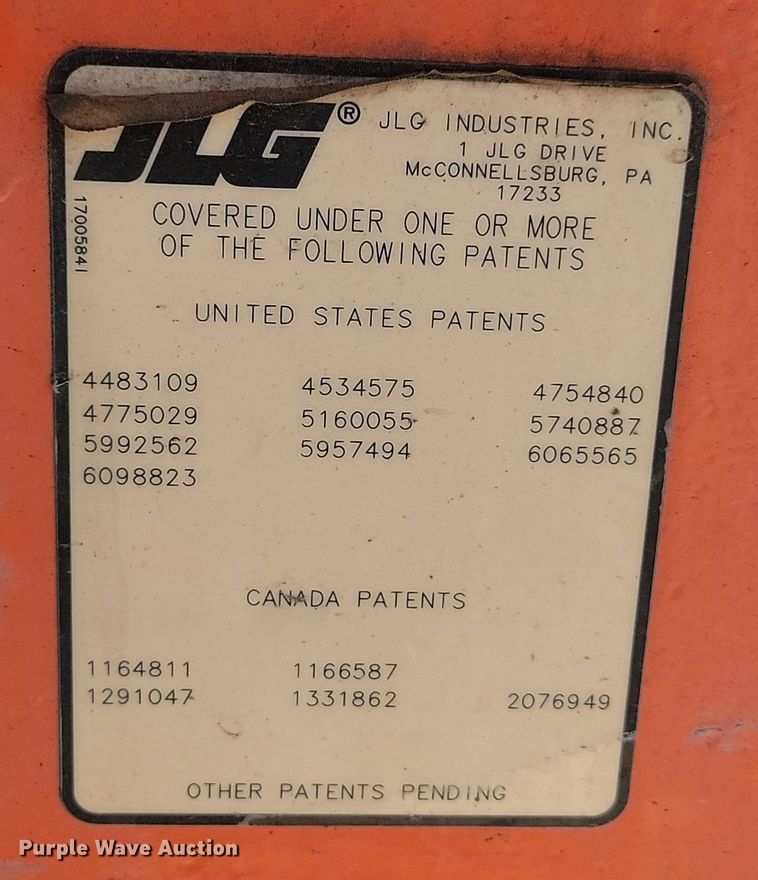 JLG® JLG INDUSTRIES, INC.
1 JLG DRIVE
McCONNELLSBURG, PA
17233
1700584I
COVERED UNDER ONE OR MORE
OF THE FOLLOWING PATENTS
UNITED STATES PATENTS
4483109 4534575 4754840
4775029 5160055 5740887
5992562 5957494 6065565
6098823
CANADA PATENTS
1164811 1166587
1291047 1331862 2076949
OTHER PATENTS PENDING
Purple Wave Auction